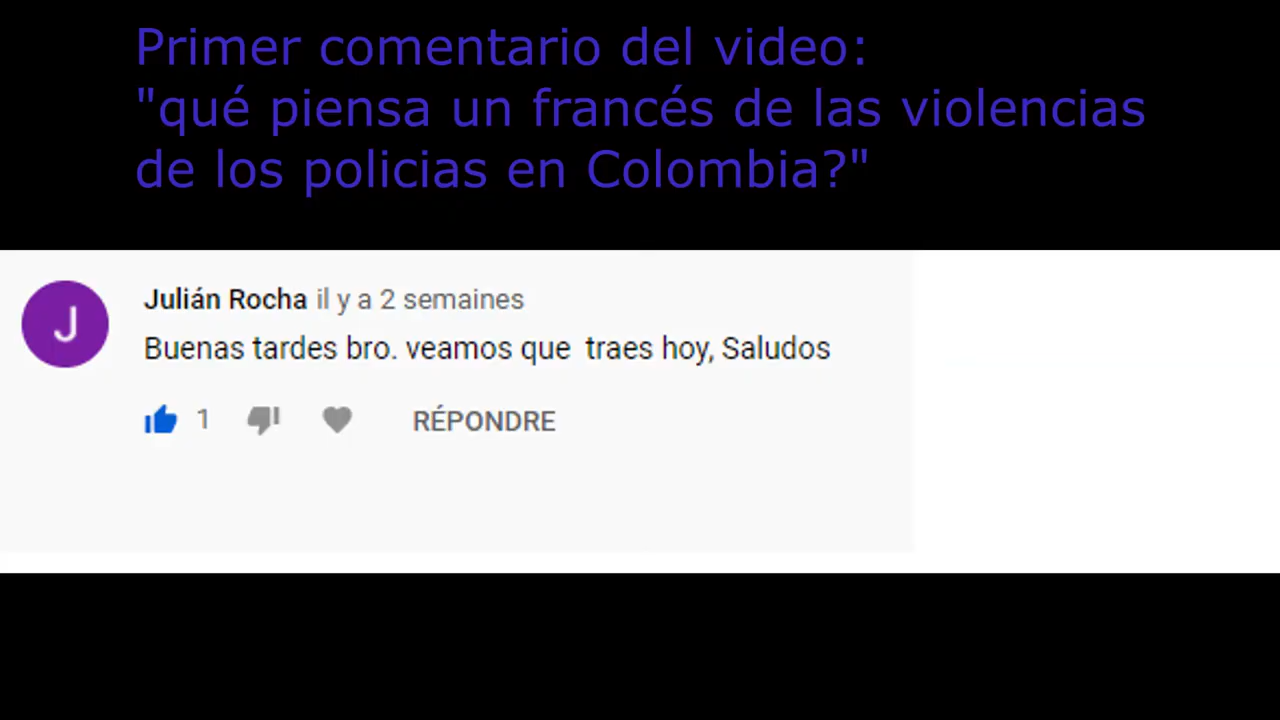 Primer comentario del video:
"qué piensa un francés de las violencias
de los policias en Colombia?"
J
Julián Rocha il y a 2 semaines
Buenas tardes bro. veamos que  traes hoy, Saludos
1
RÉPONDRE